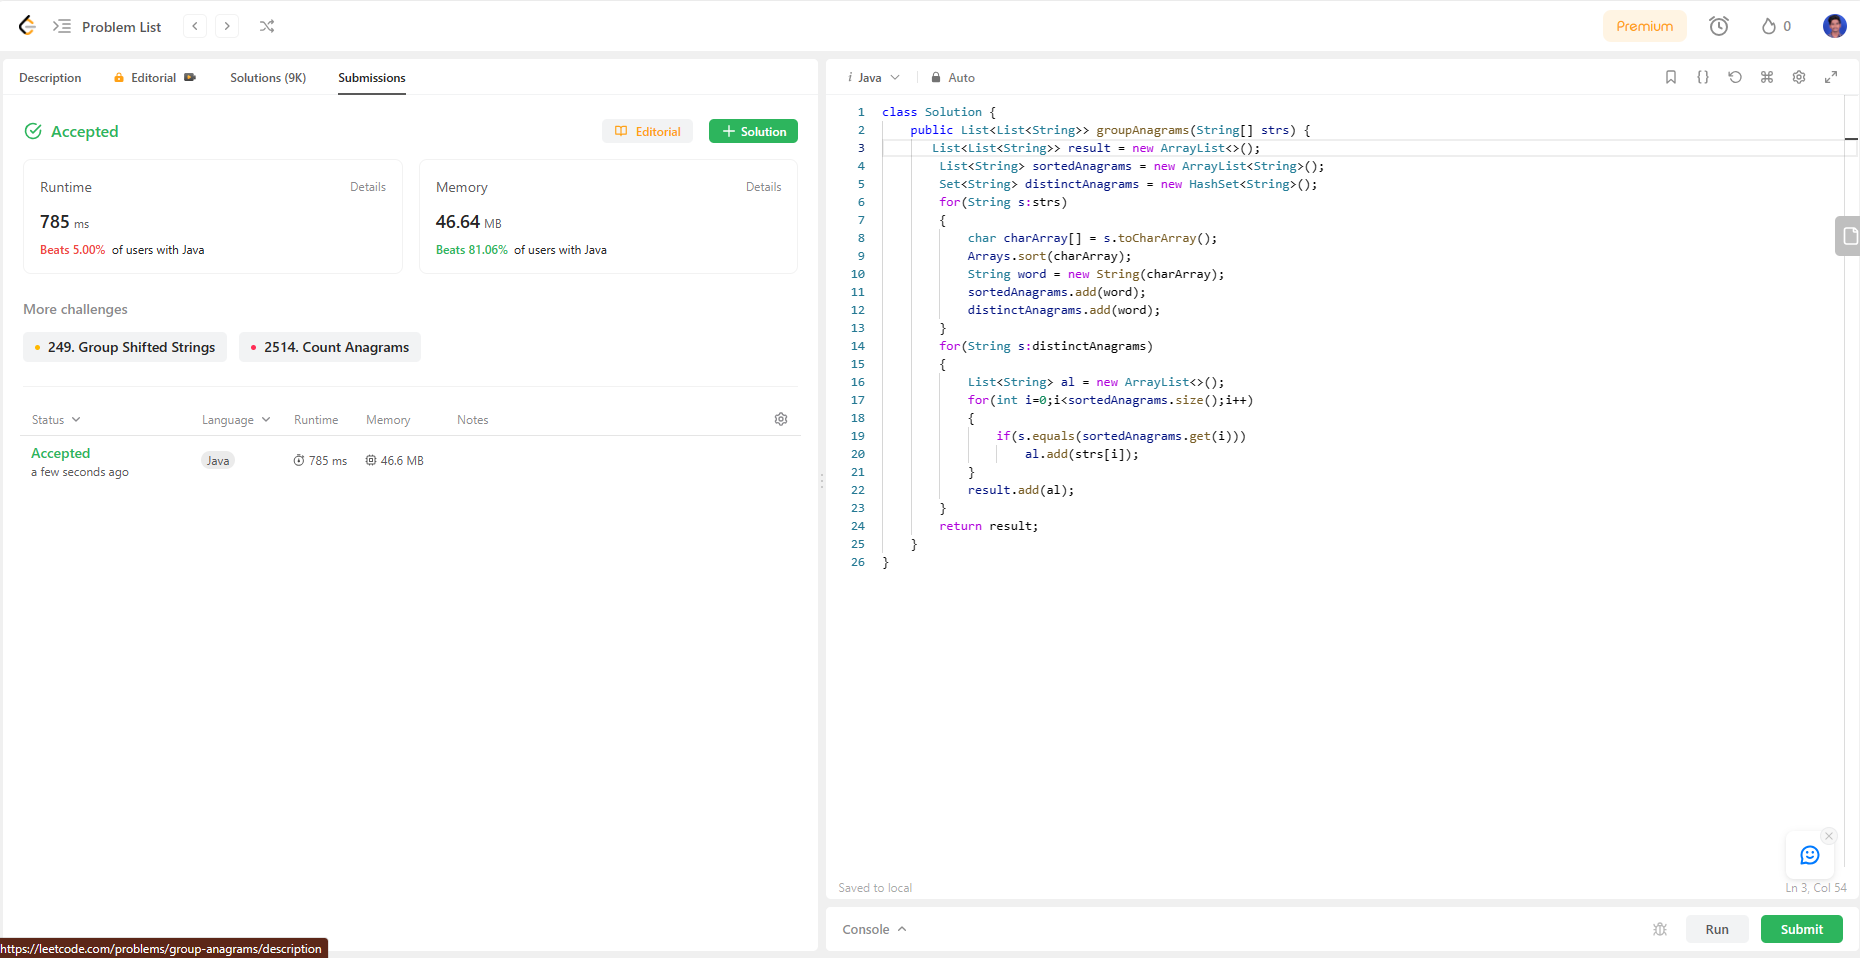 Problem List
Premium
0
Description Editorial Solutions (9K) Submissions
Java Auto
Accepted
Editorial
Solution
Runtime Details
785 ms
Beats 5.00% of users with Java
Memory Details
46.64 MB
Beats 81.06% of users with Java
More challenges
249. Group Shifted Strings
2514. Count Anagrams
Status Language Runtime Memory Notes
Accepted
a few seconds ago
Java 785 ms 46.6 MB
1 class Solution {
2 public List<List<String>> groupAnagrams(String[] strs) {
3 List<List<String>> result = new ArrayList<>();
4 List<String> sortedAnagrams = new ArrayList<String>();
5 Set<String> distinctAnagrams = new HashSet<String>();
6 for(String s:strs)
7 {
8 char charArray[] = s.toCharArray();
9 Arrays.sort(charArray);
10 String word = new String(charArray);
11 sortedAnagrams.add(word);
12 distinctAnagrams.add(word);
13 }
14 for(String s:distinctAnagrams)
15 {
16 List<String> al = new ArrayList<>();
17 for(int i=0;i<sortedAnagrams.size();i++)
18 {
19 if(s.equals(sortedAnagrams.get(i)))
20 al.add(strs[i]);
21 }
22 result.add(al);
23 }
24 return result;
25 }
26 }
Saved to local
Ln 3, Col 54
Console
Run
Submit
https://leetcode.com/problems/group-anagrams/description